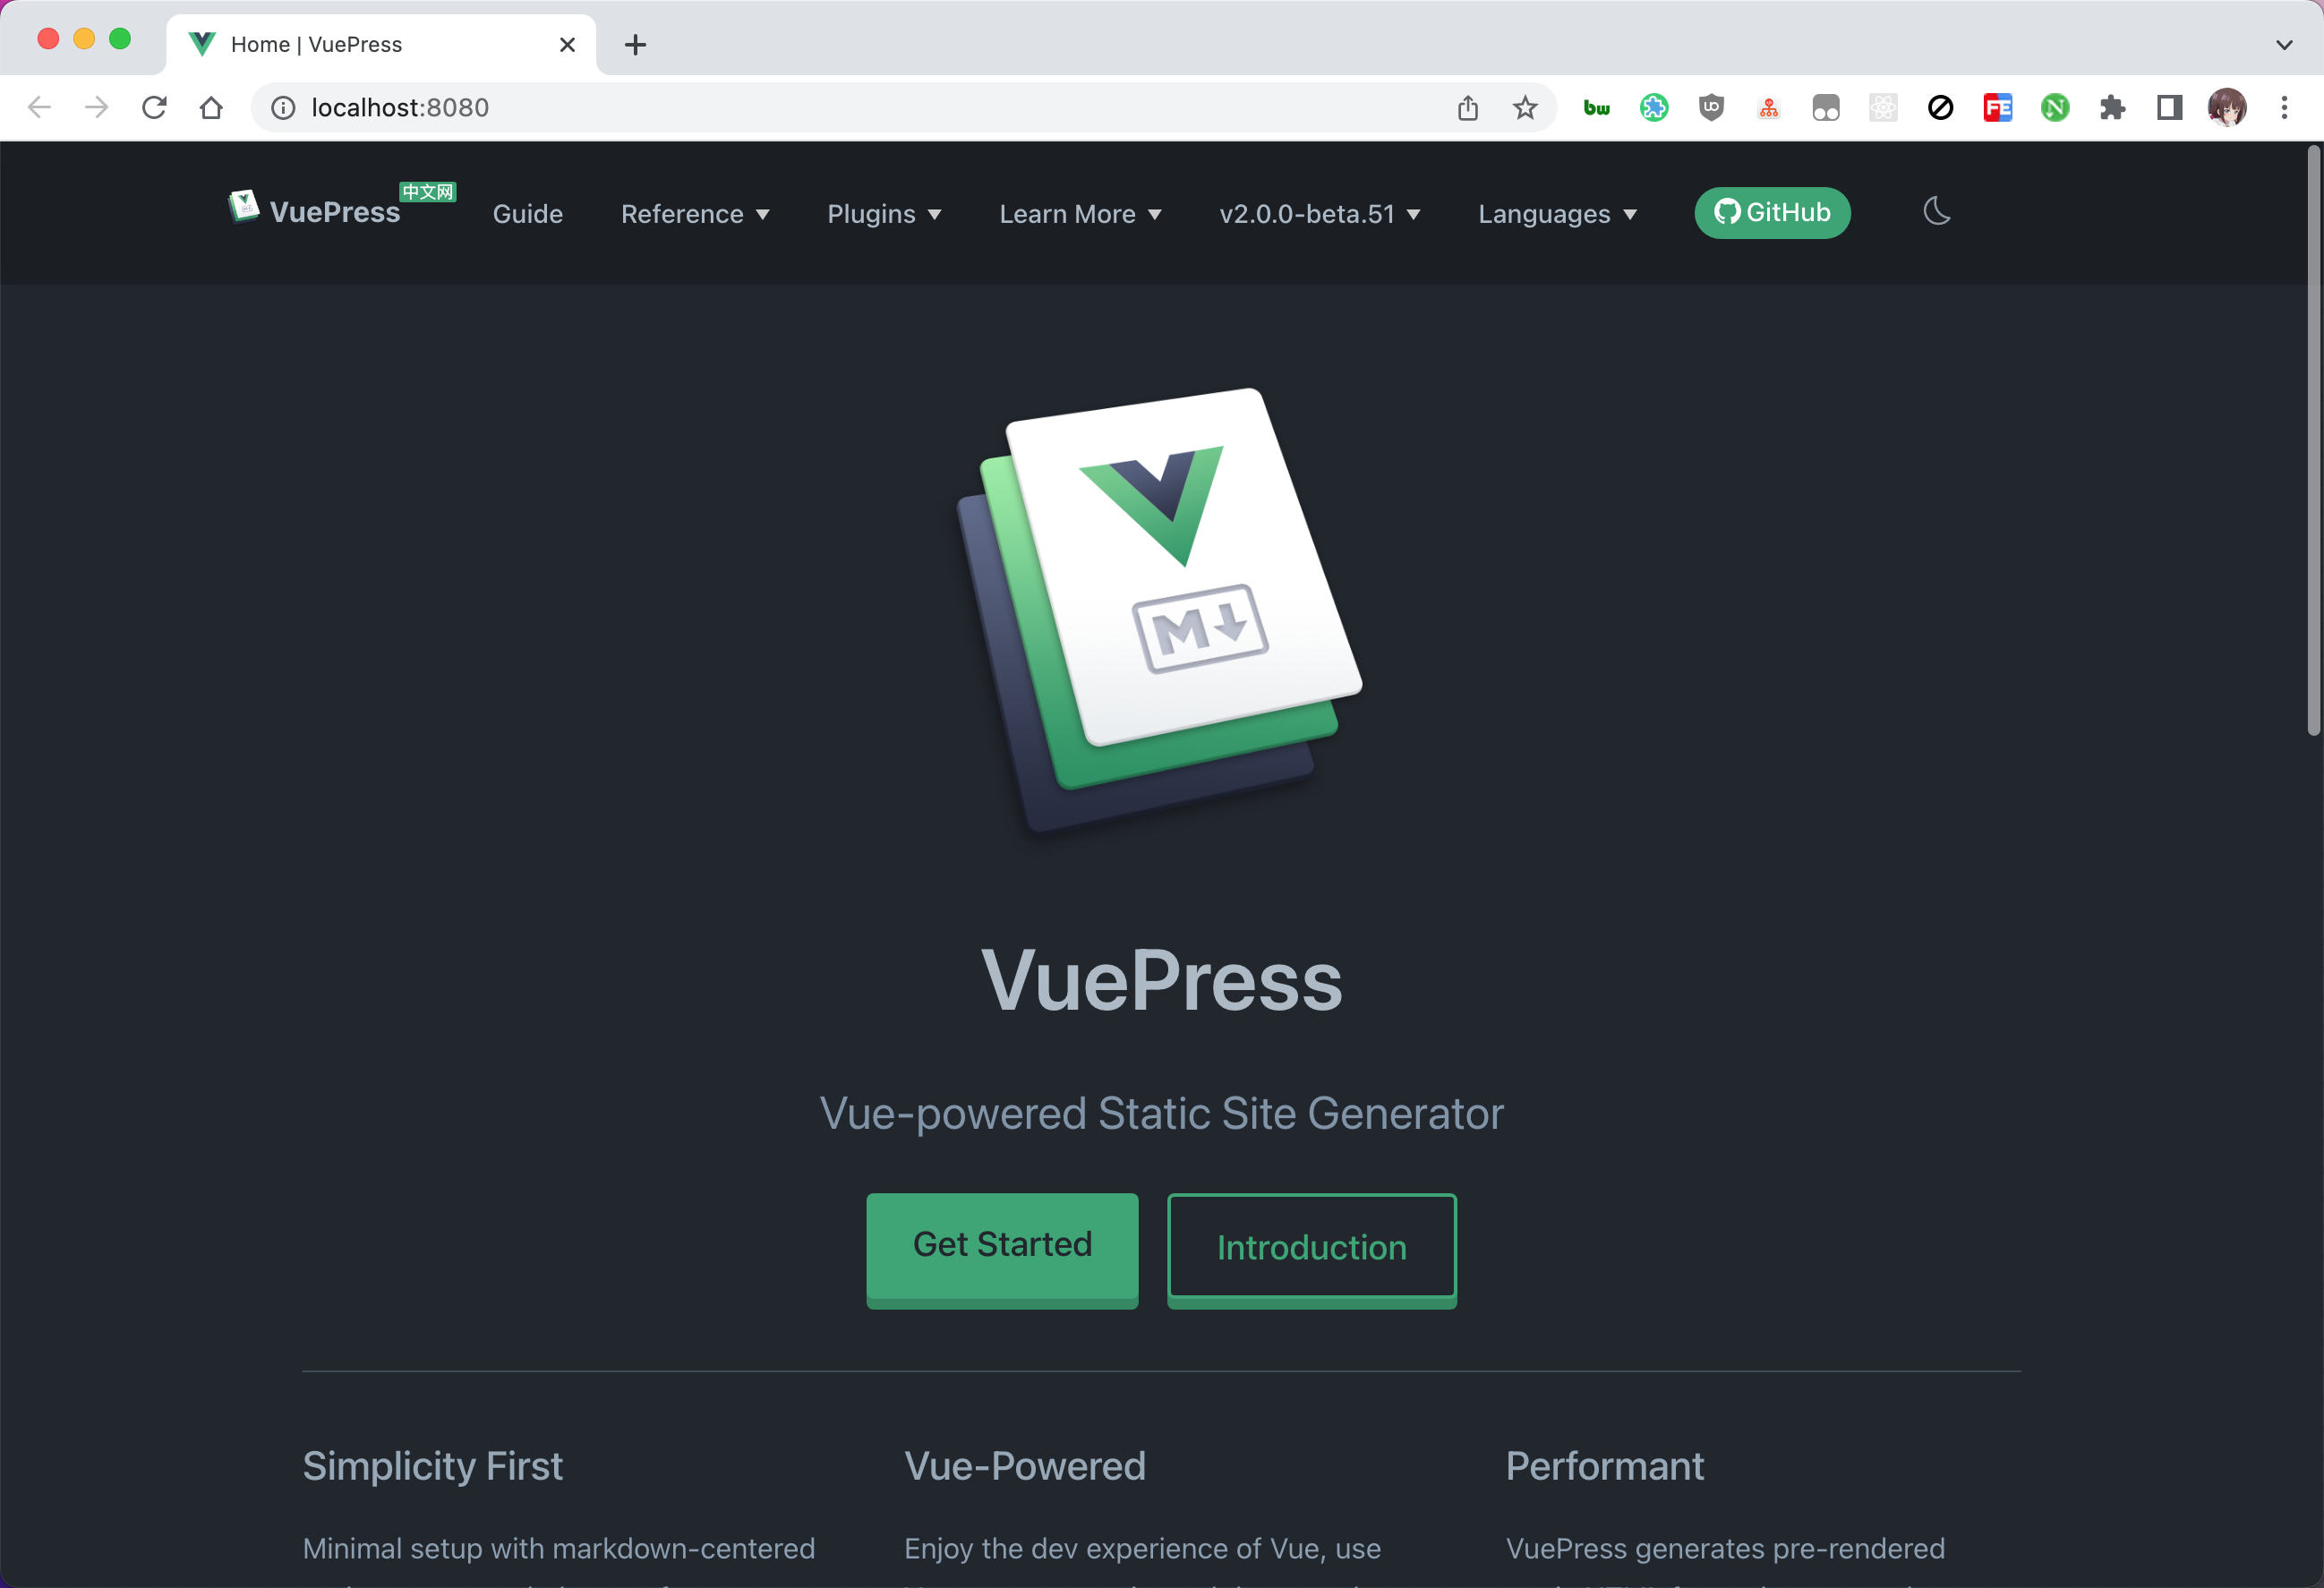 Home | VuePress
localhost:8080
bw
UD
FE
N
VuePress 中文网 Guide Reference ▼ Plugins ▼ Learn More ▼ v2.0.0-beta.51 ▼ Languages ▼ GitHub
M
VuePress
Vue-powered Static Site Generator
Get Started Introduction
Simplicity First Vue-Powered Performant
Minimal setup with markdown-centered Enjoy the dev experience of Vue, use VuePress generates pre-rendered